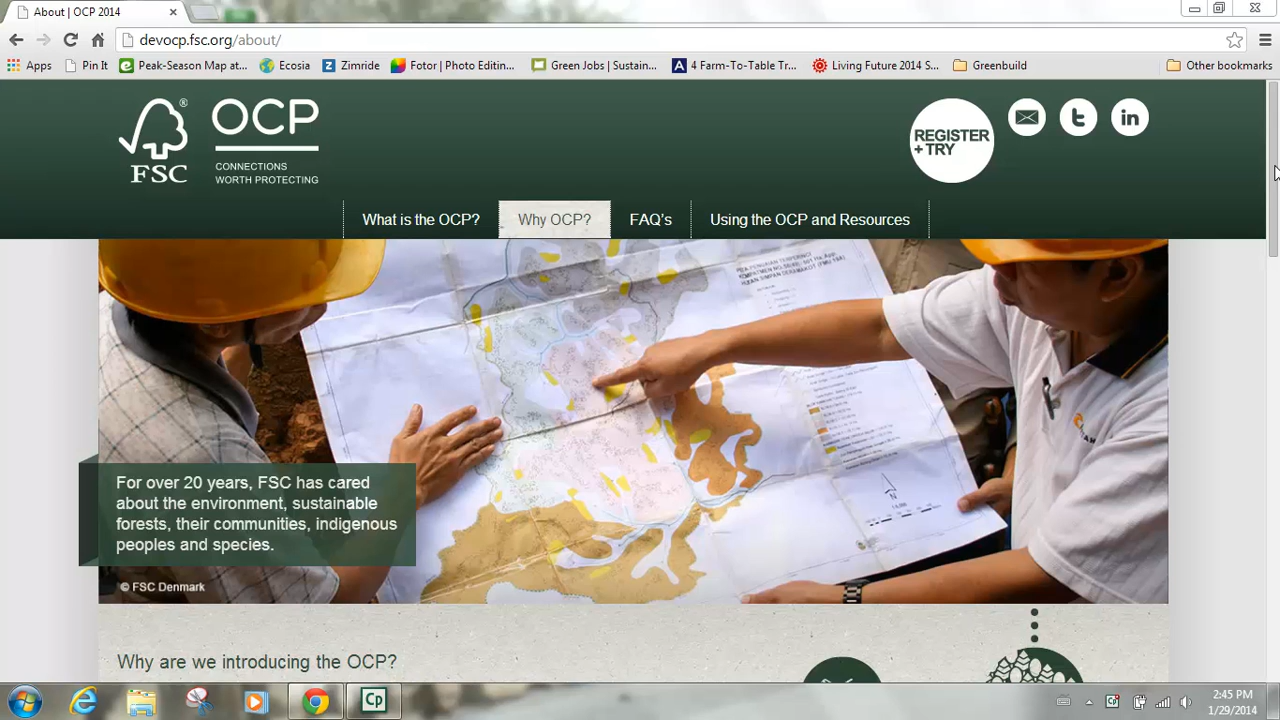 About | OCP 2014
devocp.fsc.org/about/
Apps Pin It Peak-Season Map at... Ecosia Zimride Fotor | Photo Editin... Green Jobs | Sustain... 4 Farm-To-Table Tr... Living Future 2014 S... Greenbuild Other bookmarks
FSC ®
OCP
CONNECTIONS
WORTH PROTECTING
REGISTER
+ TRY
What is the OCP? Why OCP? FAQ's Using the OCP and Resources
For over 20 years, FSC has cared
about the environment, sustainable
forests, their communities, indigenous
peoples and species.
N
© FSC Denmark
Why are we introducing the OCP?
Cp
2:45 PM
1/29/2014